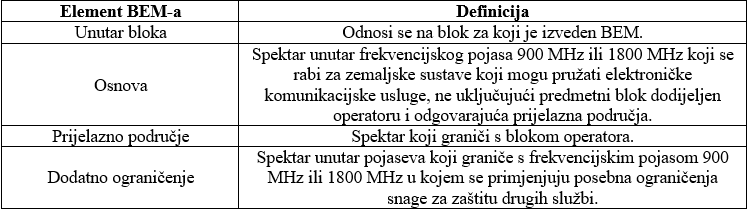 Element BEM-a Definicija
Unutar bloka Odnosi se na blok za koji je izveden BEM.
Osnova Spektar unutar frekvencijskog pojasa 900 MHz ili 1800 MHz koji se
rabi za zemaljske sustave koji mogu pružati elektroničke
komunikacijske usluge, ne uključujući predmetni blok dodijeljen
operatoru i odgovarajuća prijelazna područja.
Prijelazno područje Spektar koji graniči s blokom operatora.
Dodatno ograničenje Spektar unutar pojaseva koji graniče s frekvencijskim pojasom 900
MHz ili 1800 MHz u kojem se primjenjuju posebna ograničenja
snage za zaštitu drugih službi.